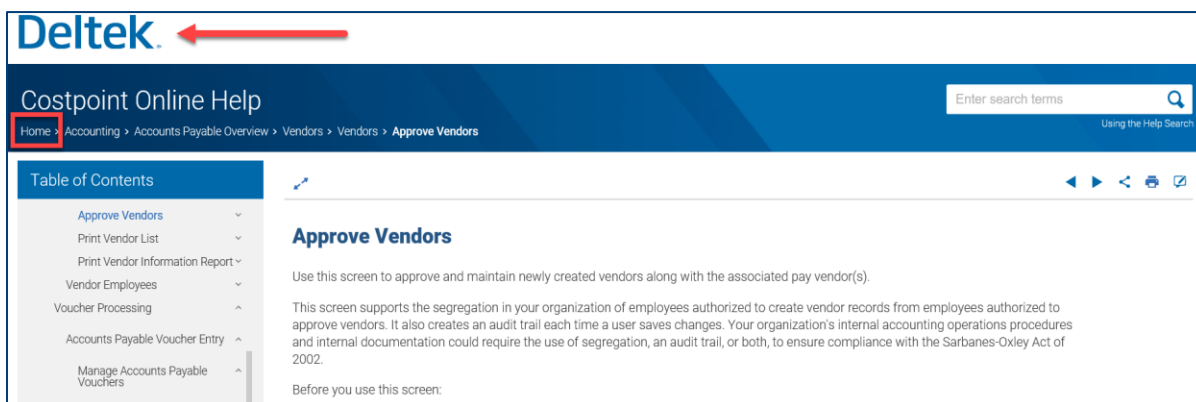 Deltek.
Costpoint Online Help
Enter search terms
Home > Accounting > Accounts Payable Overview > Vendors > Vendors > Approve Vendors
Using the Help Search
Table of Contents
Approve Vendors
Print Vendor List
Print Vendor Information Report
Vendor Employees
Voucher Processing
Accounts Payable Voucher Entry
Manage Accounts Payable
Vouchers
Approve Vendors
Use this screen to approve and maintain newly created vendors along with the associated pay vendor(s).
This screen supports the segregation in your organization of employees authorized to create vendor records from employees authorized to
approve vendors. It also creates an audit trail each time a user saves changes. Your organization's internal accounting operations procedures
and internal documentation could require the use of segregation, an audit trail, or both, to ensure compliance with the Sarbanes-Oxley Act of
2002.
Before you use this screen: